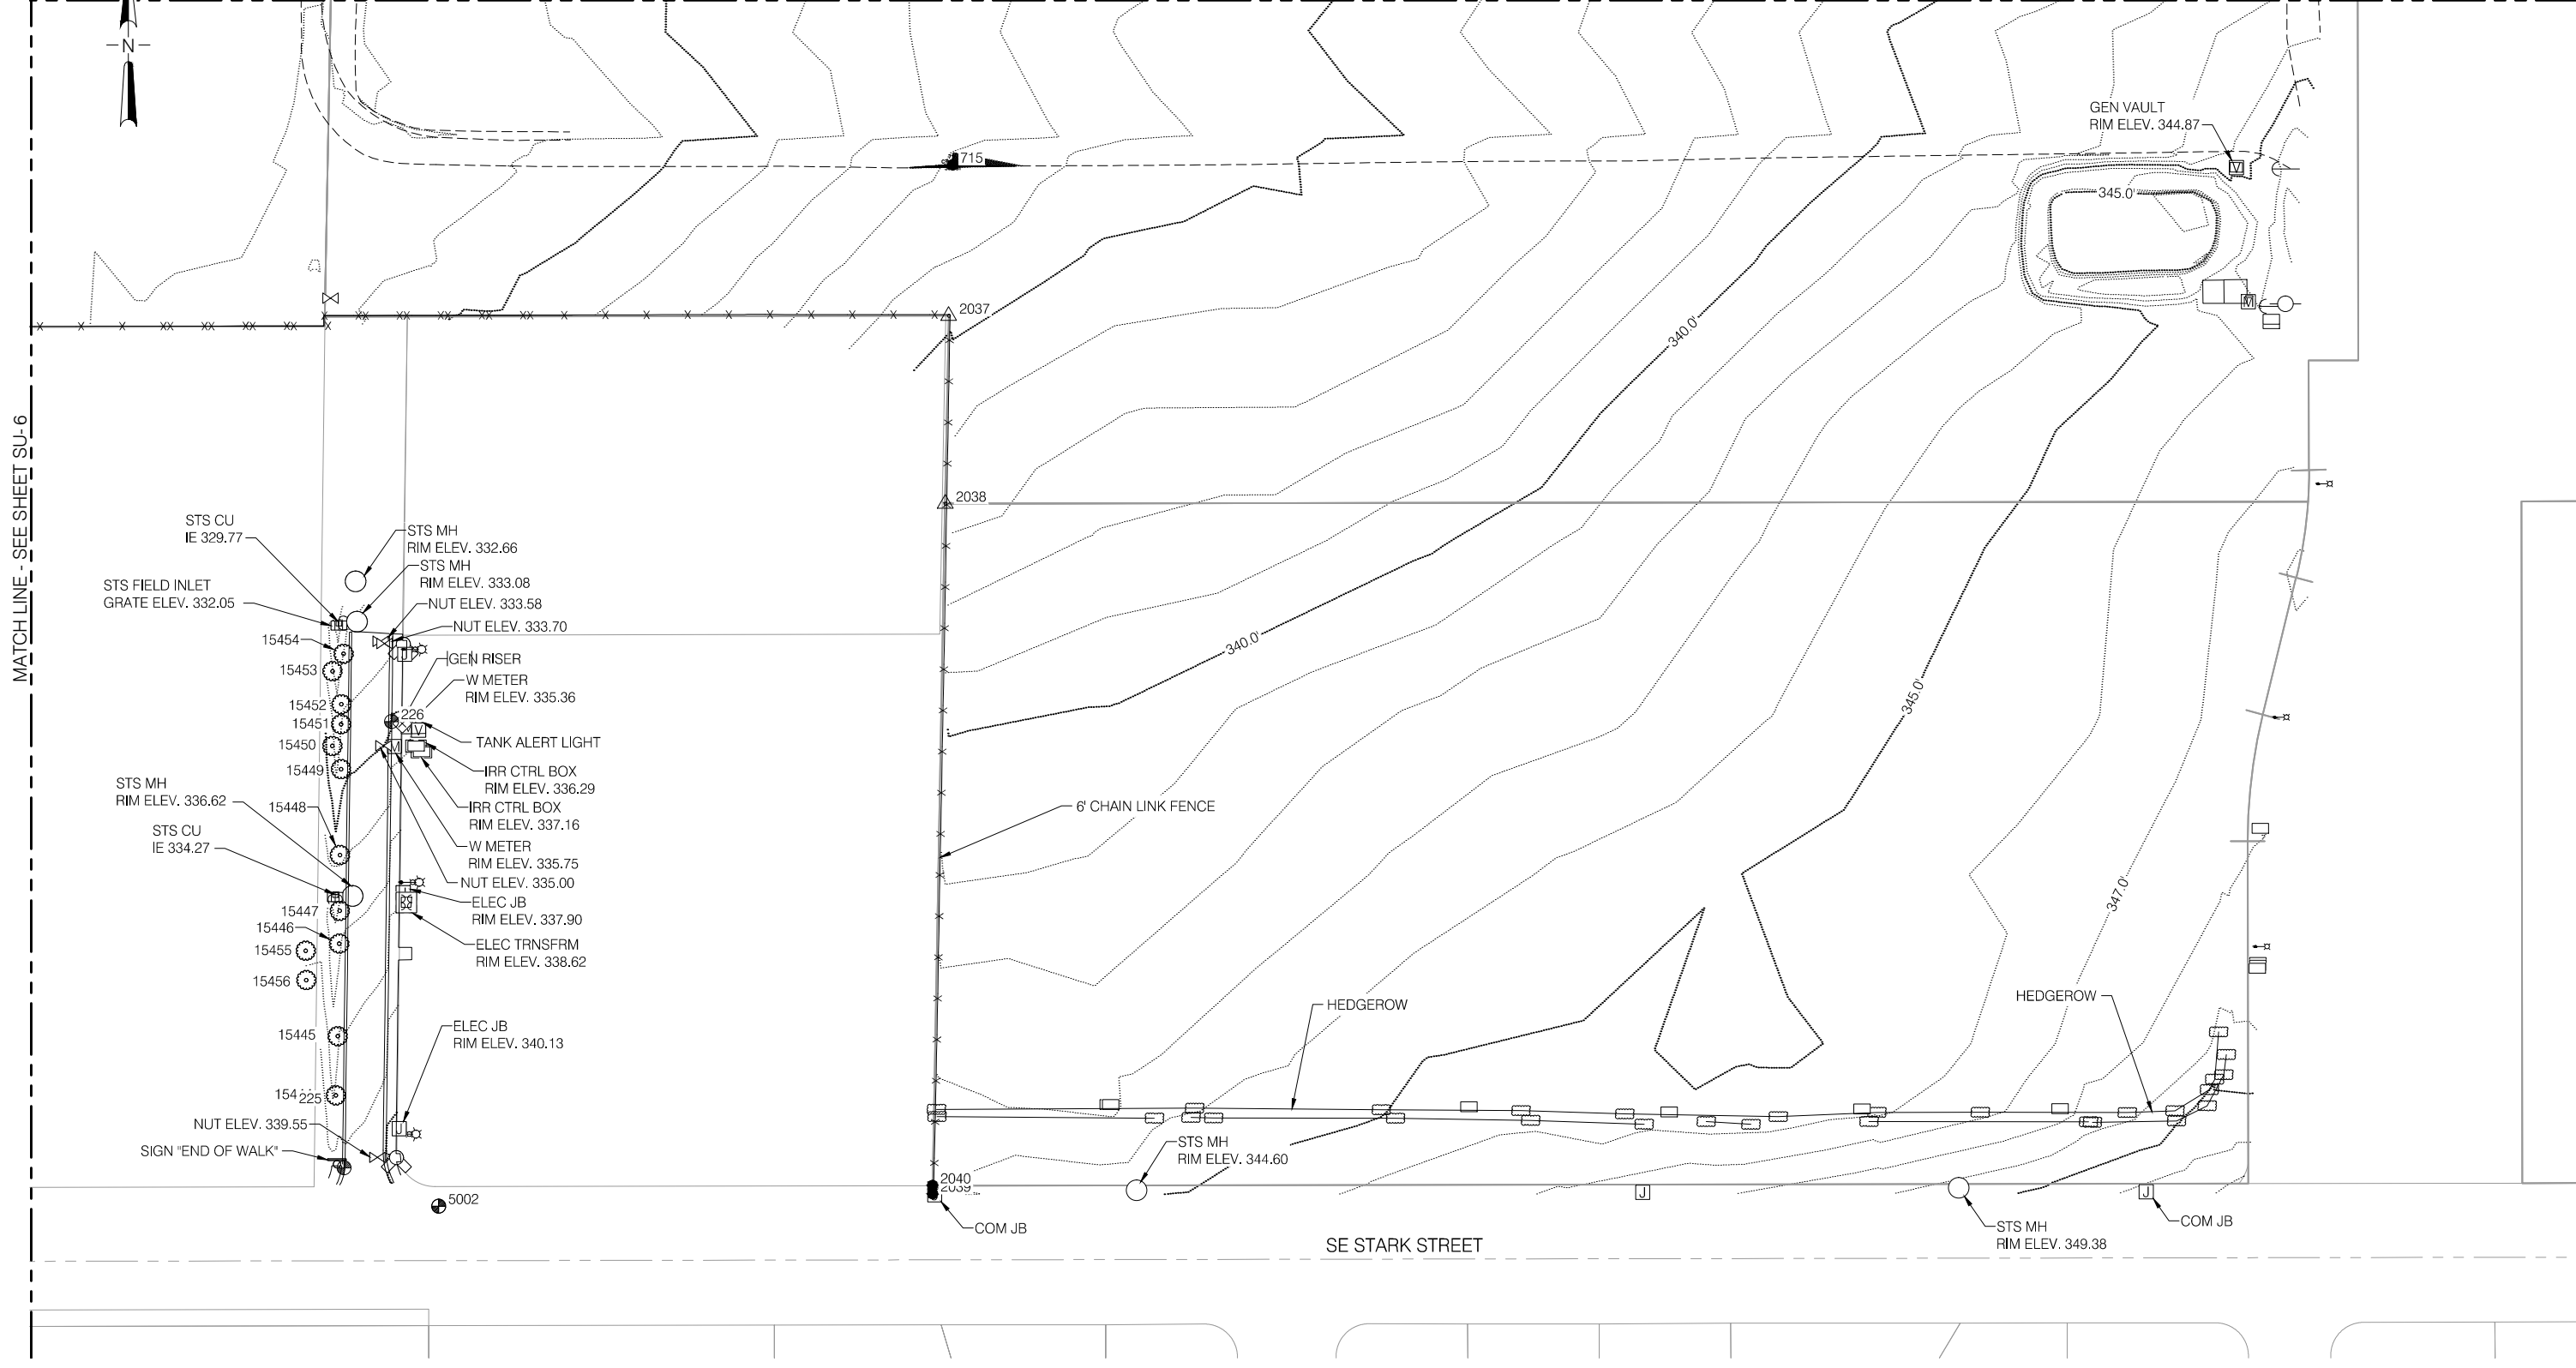 N
MATCH LINE - SEE SHEET SU-6
715
GEN VAULT
RIM ELEV. 344.87
345.0'
2037
340.0'
2038
STS CU
IE 329.77
STS MH
RIM ELEV. 332.66
STS MH
RIM ELEV. 333.08
STS FIELD INLET
GRATE ELEV. 332.05
NUT ELEV. 333.58
NUT ELEV. 333.70
15454
15453
J
GEN RISER
W METER
RIM ELEV. 335.36
340.0'
345.0'
15452
15451
226
V
15450
M
TANK ALERT LIGHT
15449
IRR CTRL BOX
RIM ELEV. 336.29
STS MH
RIM ELEV. 336.62
15448
IRR CTRL BOX
RIM ELEV. 337.16
6' CHAIN LINK FENCE
STS CU
IE 334.27
W METER
RIM ELEV. 335.75
NUT ELEV. 335.00
347.0'
15447
ELEC JB
RIM ELEV. 337.90
15446
15455
ELEC TRNSFRM
RIM ELEV. 338.62
15456
HEDGEROW
HEDGEROW
15445
ELEC JB
RIM ELEV. 340.13
225
NUT ELEV. 339.55
J
SIGN "END OF WALK"
STS MH
RIM ELEV. 344.60
2040
2039
5002
J
J
COM JB
COM JB
STS MH
RIM ELEV. 349.38
SE STARK STREET
V
M